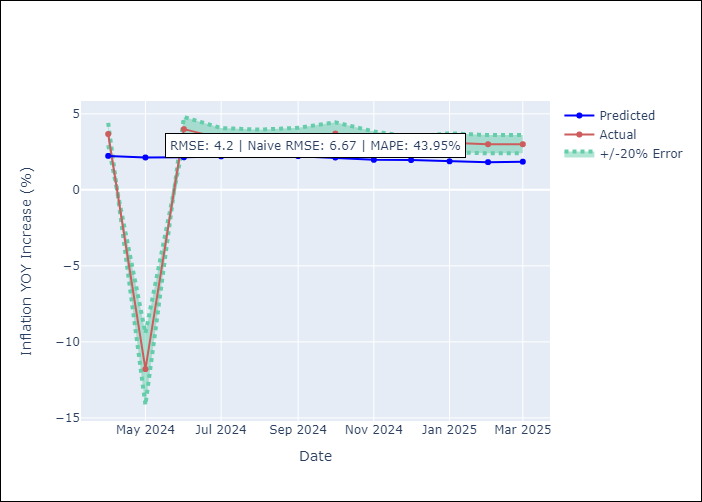 5
0
−5
−10
−15
Inflation YOY Increase (%)
RMSE: 4.2 | Naive RMSE: 6.67 | MAPE: 43.95%
May 2024
Jul 2024
Sep 2024
Nov 2024
Jan 2025
Mar 2025
Date
Predicted
Actual
+/-20% Error